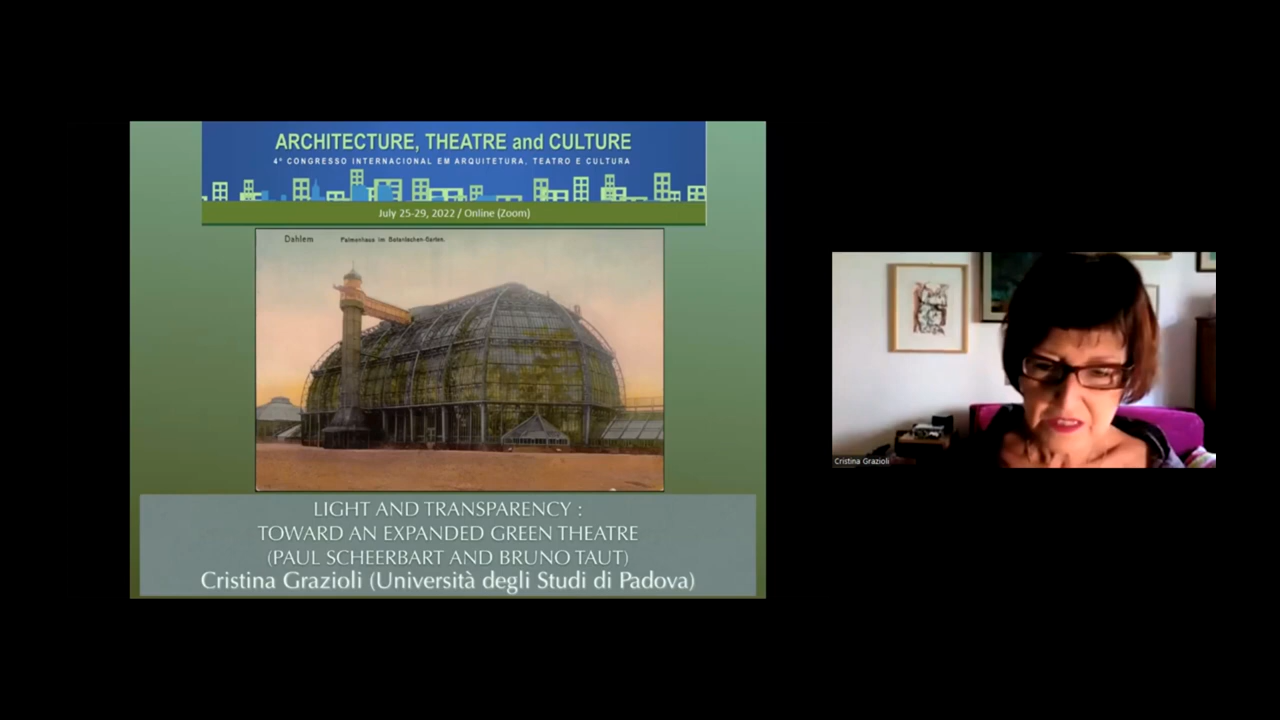 ARCHITECTURE, THEATRE and CULTURE
4° CONGRESSO INTERNACIONAL EM ARQUITETURA, TEATRO E CULTURA
July 25-29, 2022 / Online (Zoom)
Dahlem Palmenhaus im Botanischen-Garten.
LIGHT AND TRANSPARENCY :
TOWARD AN EXPANDED GREEN THEATRE
(PAUL SCHEERBART AND BRUNO TAUT)
Cristina Grazioli (Università degli Studi di Padova)
Cristina Grazioli